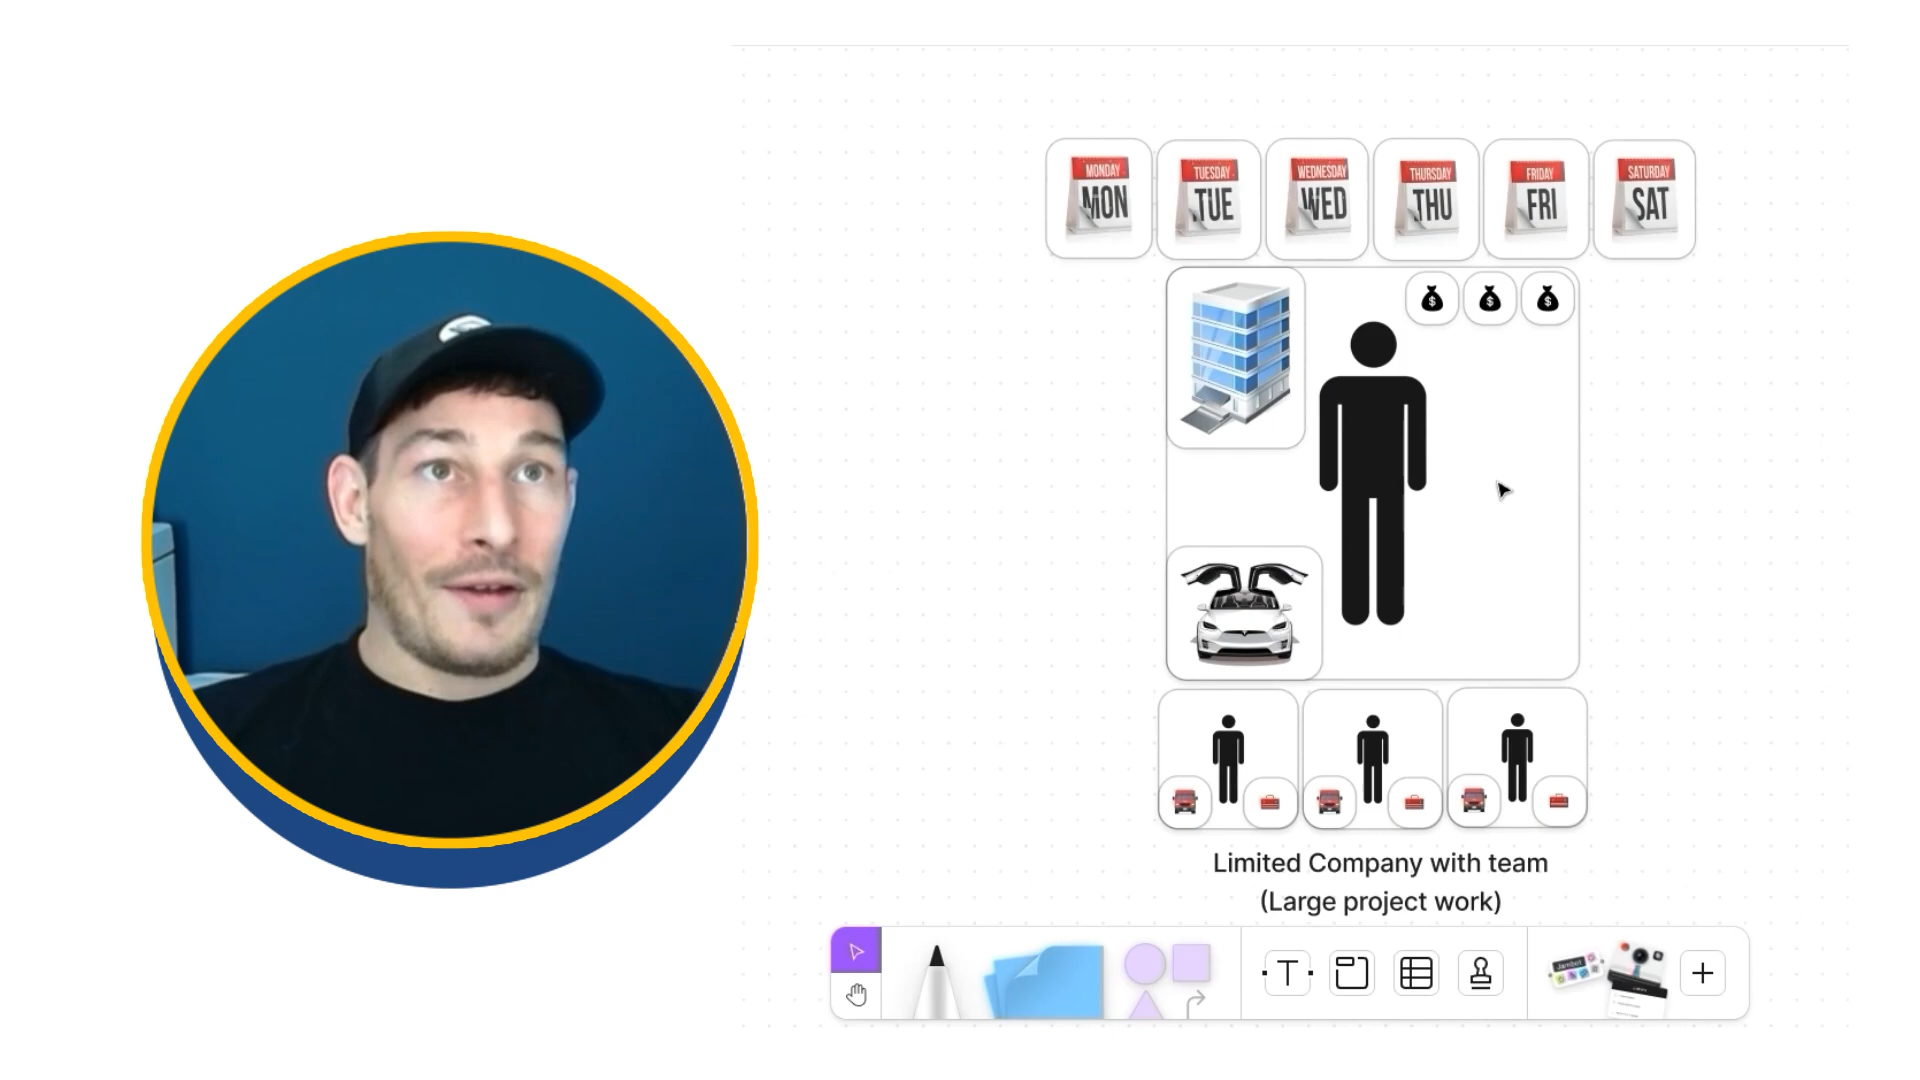 MONDAY
MON
TUESDAY
TUE
WEDNESDAY
WED
THURSDAY
THU
FRIDAY
FRI
SATURDAY
SAT
$ $ $
Limited Company with team
(Large project work)
T
Jambot